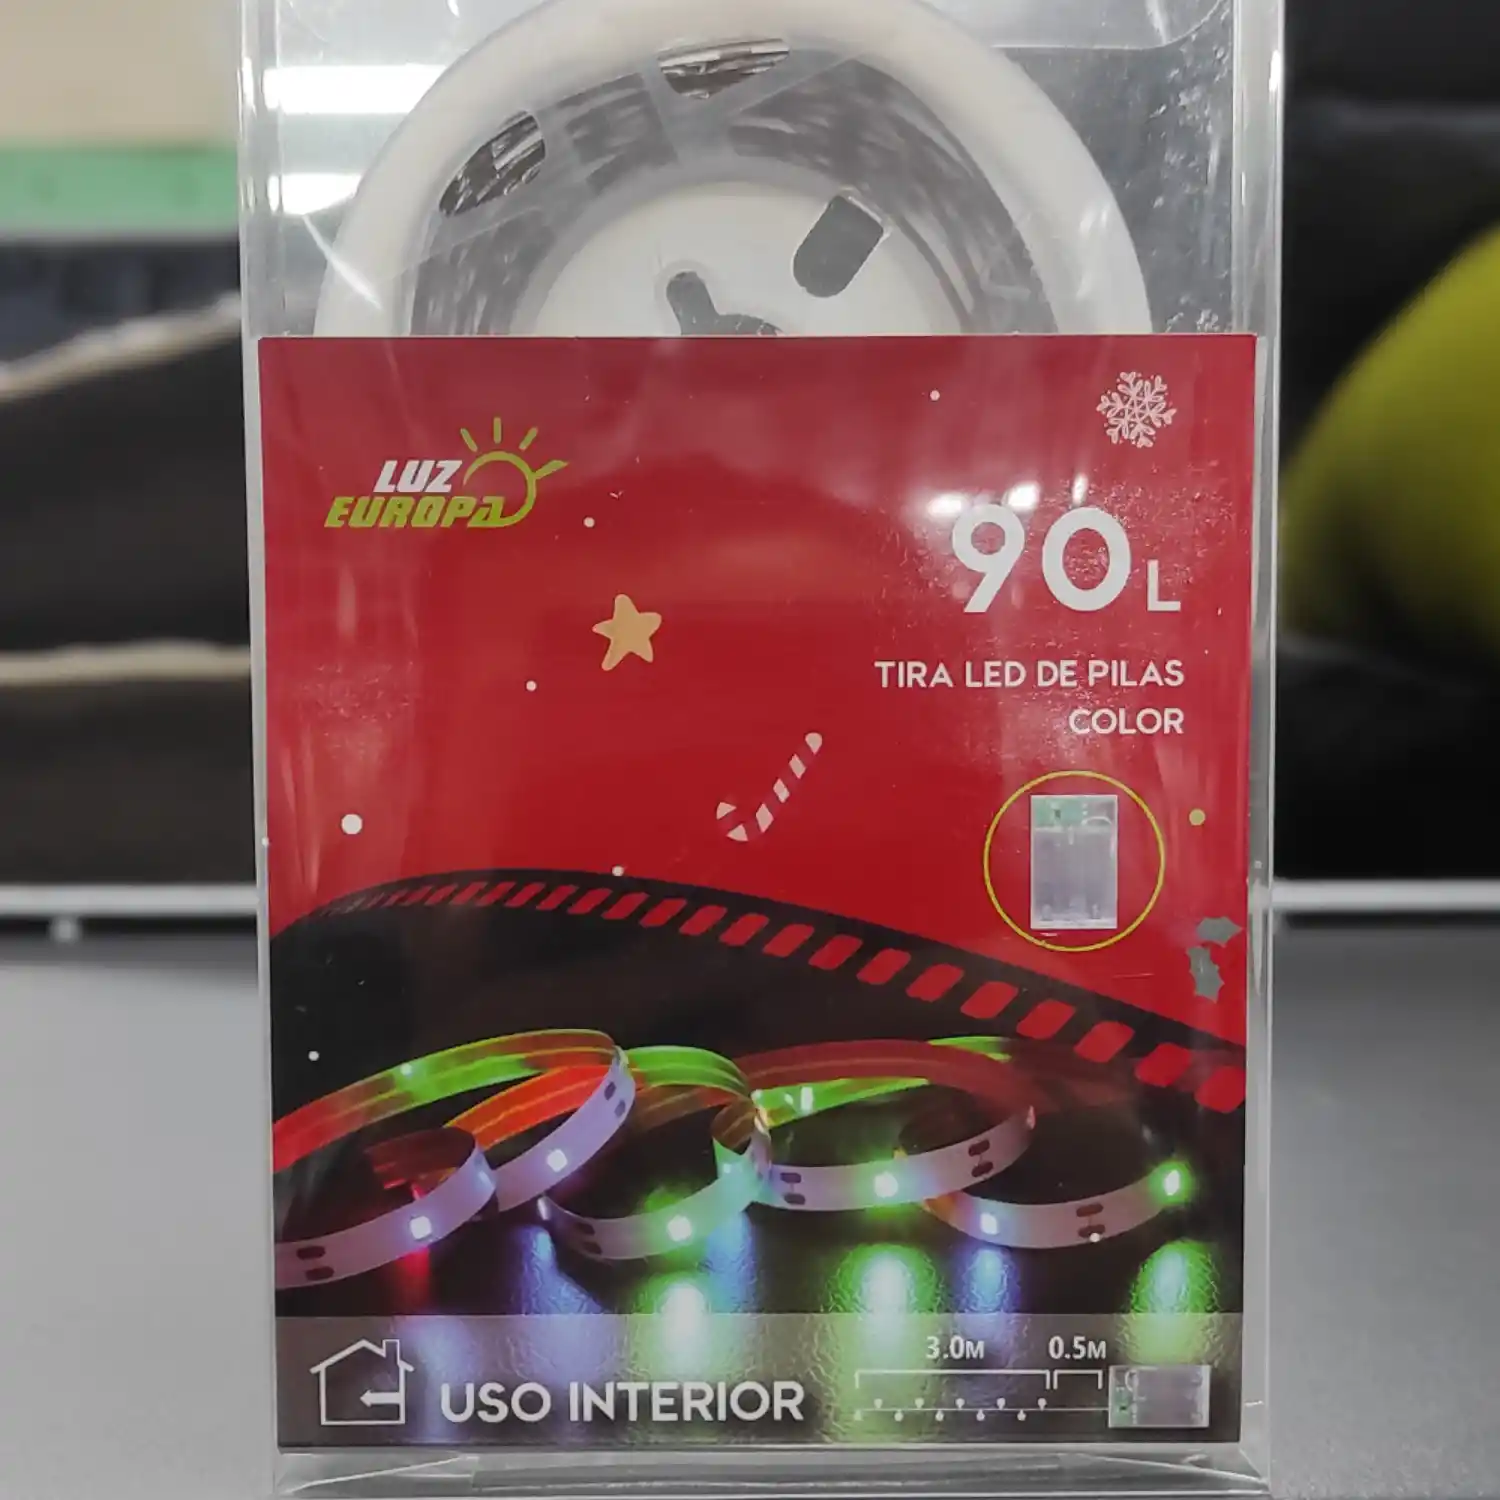 LUZ
EUROPA
90L
TIRA LED DE PILAS
COLOR
3.0M 0.5M
USO INTERIOR